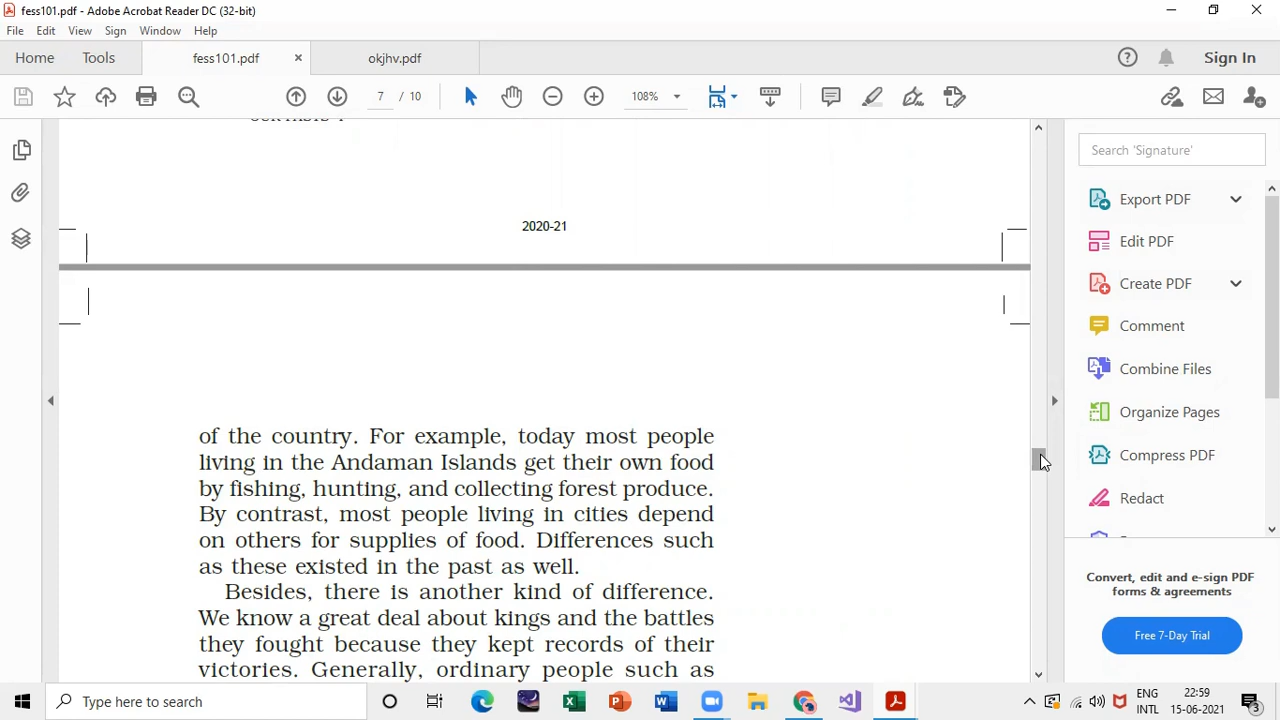 fess101.pdf - Adobe Acrobat Reader DC (32-bit)
File Edit View Sign Window Help
Home Tools fess101.pdf okjhv.pdf Sign In
7 / 10 108%
2020-21
of the country. For example, today most people
living in the Andaman Islands get their own food
by fishing, hunting, and collecting forest produce.
By contrast, most people living in cities depend
on others for supplies of food. Differences such
as these existed in the past as well.
Besides, there is another kind of difference.
We know a great deal about kings and the battles
they fought because they kept records of their
victories. Generally, ordinary people such as
Search 'Signature'
Export PDF
Edit PDF
Create PDF
Comment
Combine Files
Organize Pages
Compress PDF
Redact
Convert, edit and e-sign PDF
forms & agreements
Free 7-Day Trial
Type here to search
ENG
INTL
22:59
15-06-2021
3